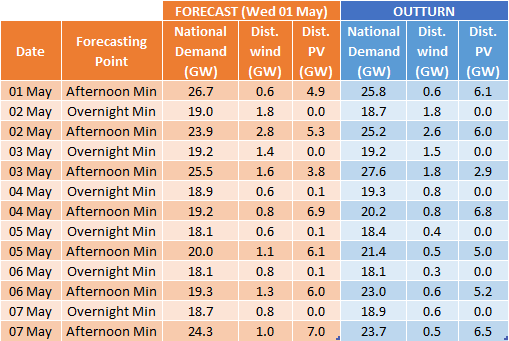 FORECAST (Wed 01 May) OUTTURN
Date Forecasting Point National Demand (GW) Dist. wind (GW) Dist. PV (GW) National Demand (GW) Dist. wind (GW) Dist. PV (GW)
01 May Afternoon Min 26.7 0.6 4.9 25.8 0.6 6.1
02 May Overnight Min 19.0 1.8 0.0 18.7 1.8 0.0
02 May Afternoon Min 23.9 2.8 5.3 25.2 2.6 6.0
03 May Overnight Min 19.2 1.4 0.0 19.2 1.5 0.0
03 May Afternoon Min 25.5 1.6 3.8 27.6 1.8 2.9
04 May Overnight Min 18.9 0.6 0.1 19.3 0.8 0.0
04 May Afternoon Min 19.2 0.8 6.9 20.2 0.8 6.8
05 May Overnight Min 18.1 0.6 0.1 18.4 0.4 0.0
05 May Afternoon Min 20.0 1.1 6.1 21.4 0.5 5.0
06 May Overnight Min 18.1 0.8 0.0 18.1 0.3 0.0
06 May Afternoon Min 19.3 1.3 6.0 23.0 0.6 5.2
07 May Overnight Min 18.7 0.8 0.0 18.9 0.6 0.0
07 May Afternoon Min 24.3 1.0 7.0 23.7 0.5 6.5